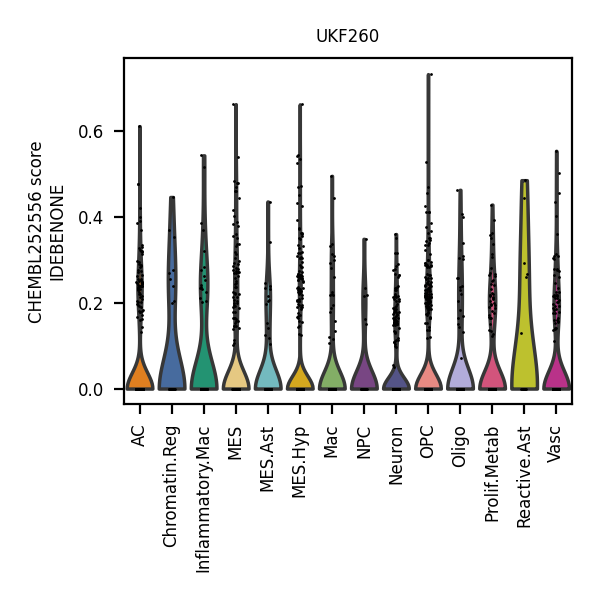 UKF260
CHEMBL252556 score
IDEBENONE
0.6
0.4
0.2
0.0
AC
Chromatin.Reg
Inflammatory.Mac
MES
MES.Ast
MES.Hyp
Mac
NPC
Neuron
OPC
Oligo
Prolif.Metab
Reactive.Ast
Vasc